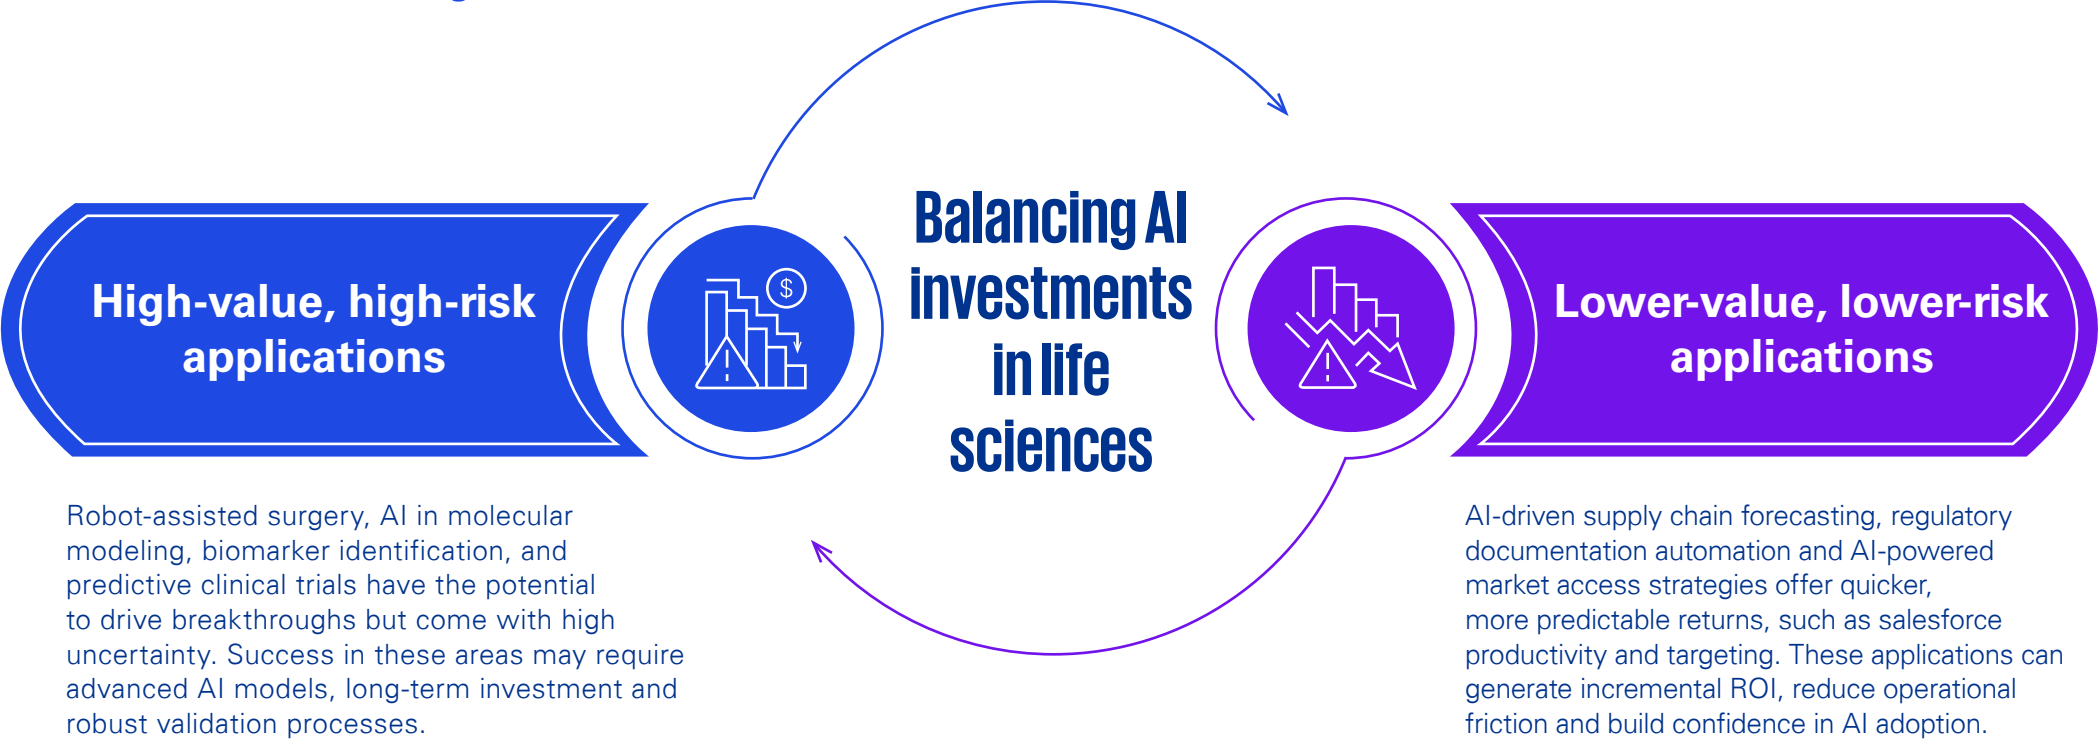 Balancing AI
investments
in life
sciences
High-value, high-risk
applications
$
Robot-assisted surgery, AI in molecular
modeling, biomarker identification, and
predictive clinical trials have the potential
to drive breakthroughs but come with high
uncertainty. Success in these areas may require
advanced AI models, long-term investment and
robust validation processes.
Lower-value, lower-risk
applications
AI-driven supply chain forecasting, regulatory
documentation automation and AI-powered
market access strategies offer quicker,
more predictable returns, such as salesforce
productivity and targeting. These applications can
generate incremental ROI, reduce operational
friction and build confidence in AI adoption.